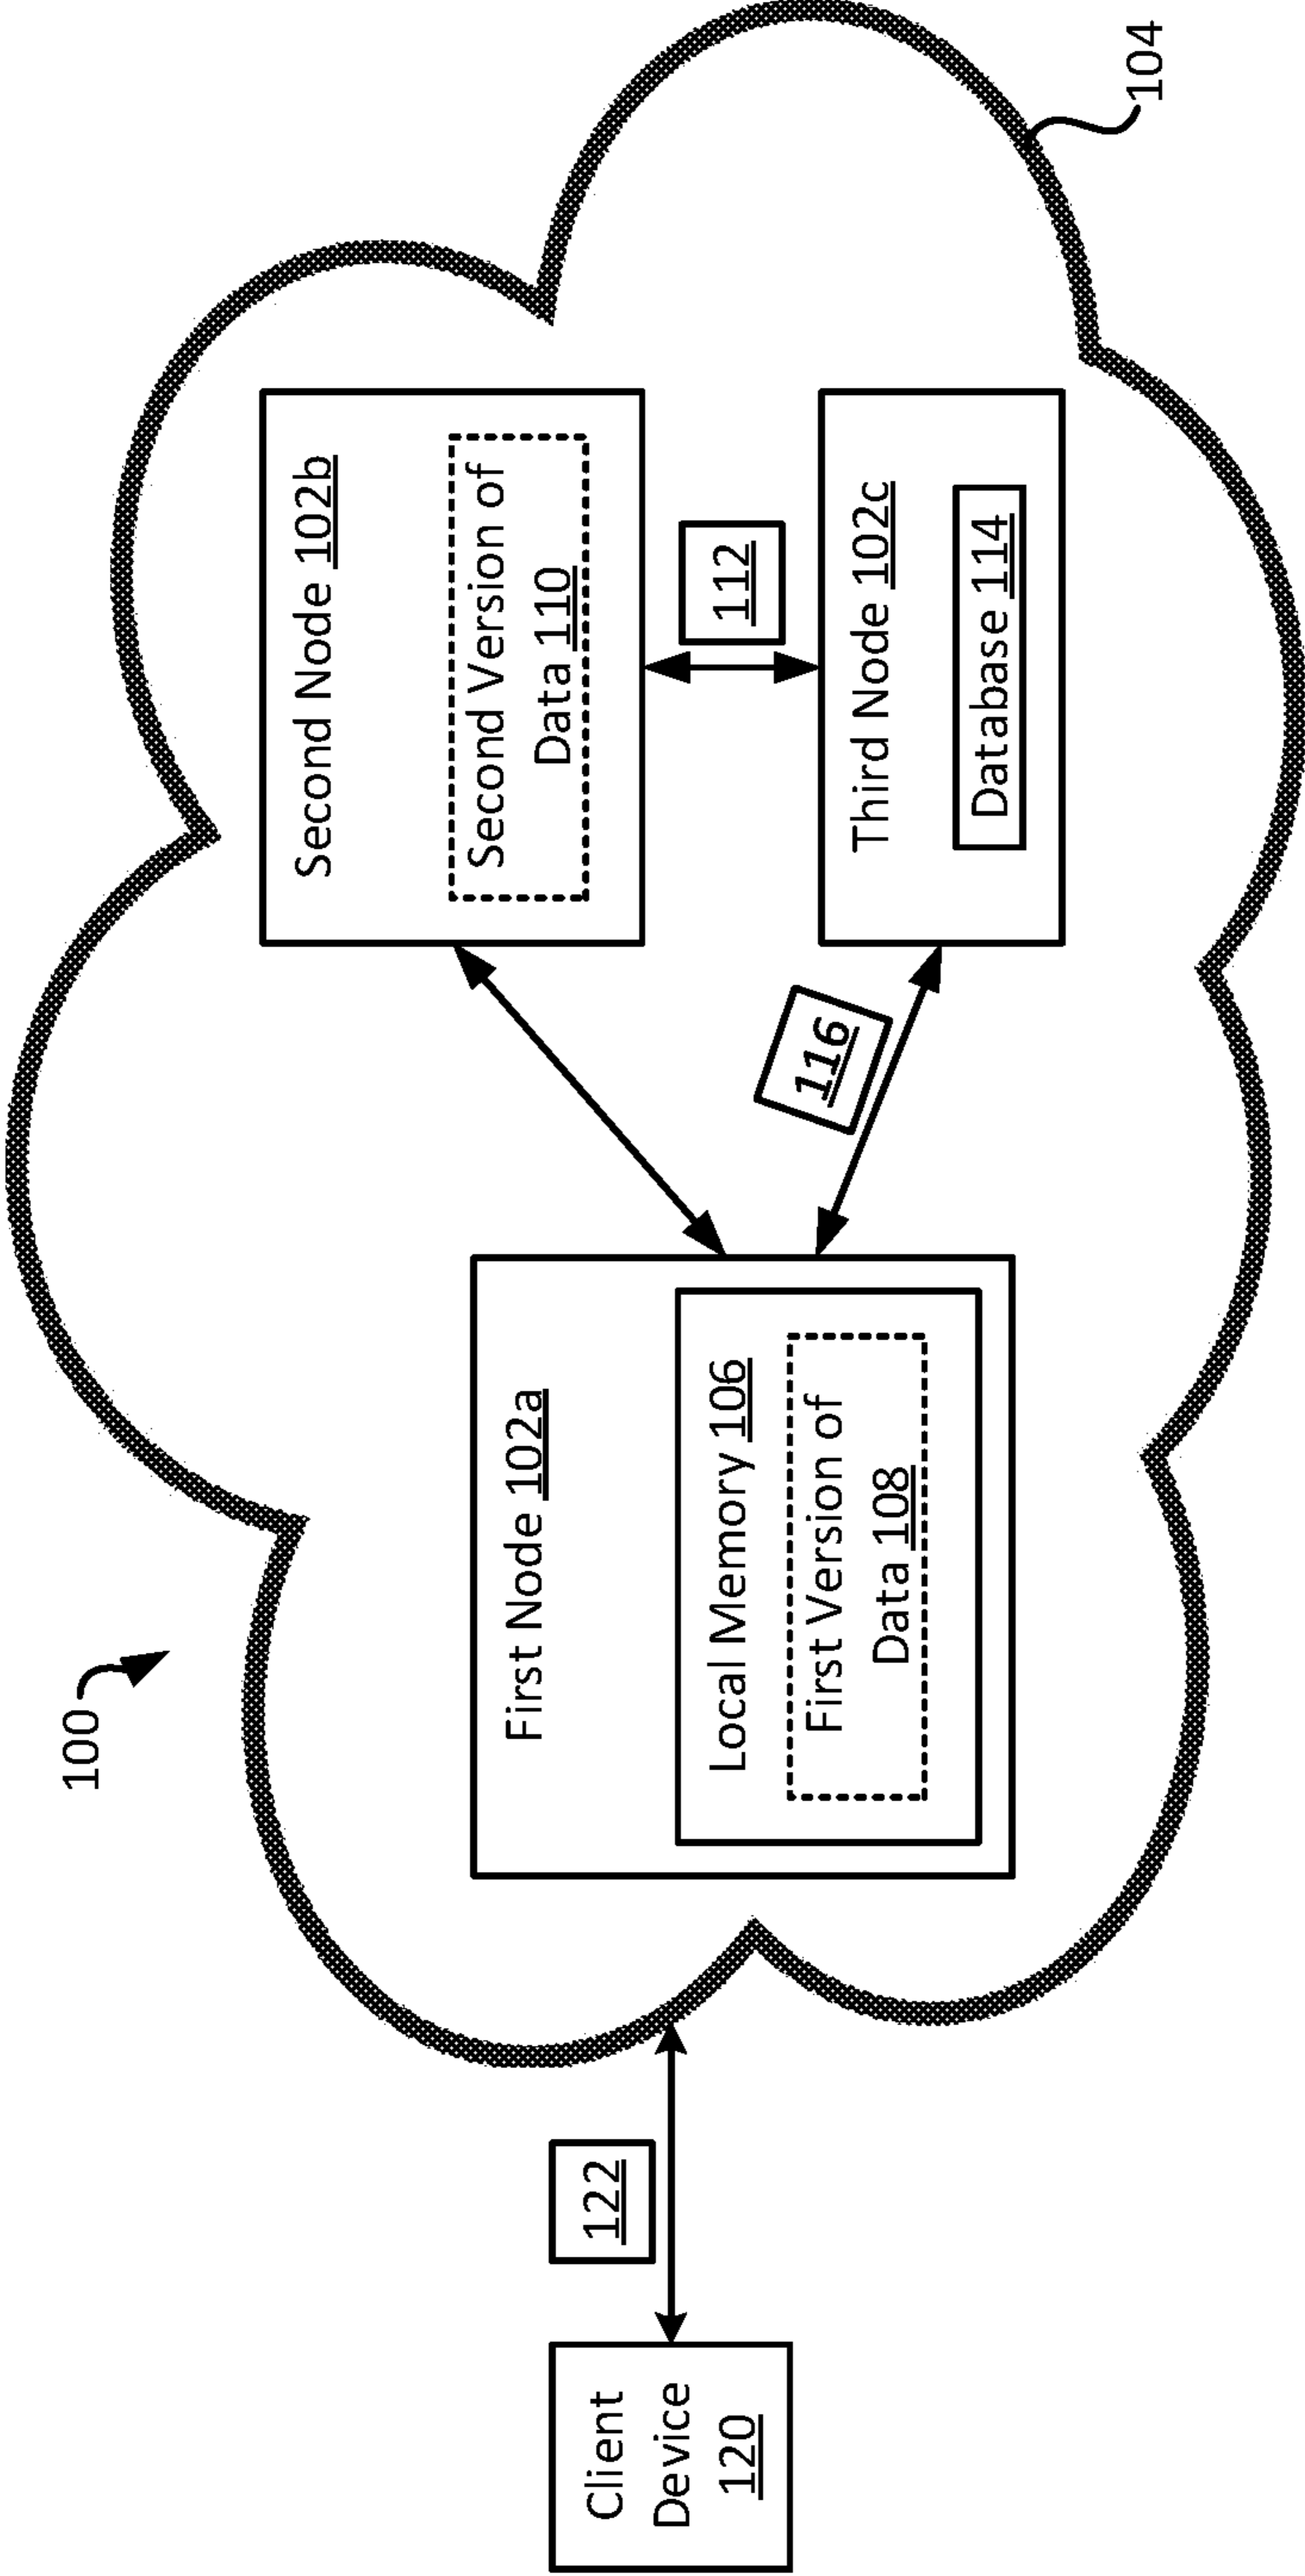 100
Second Node 102b
Second Version of
Data 110
First Node 102a
112
Local Memory 106
First Version of
Data 108
116
Third Node 102c
Database 114
122
Client
Device
120
104